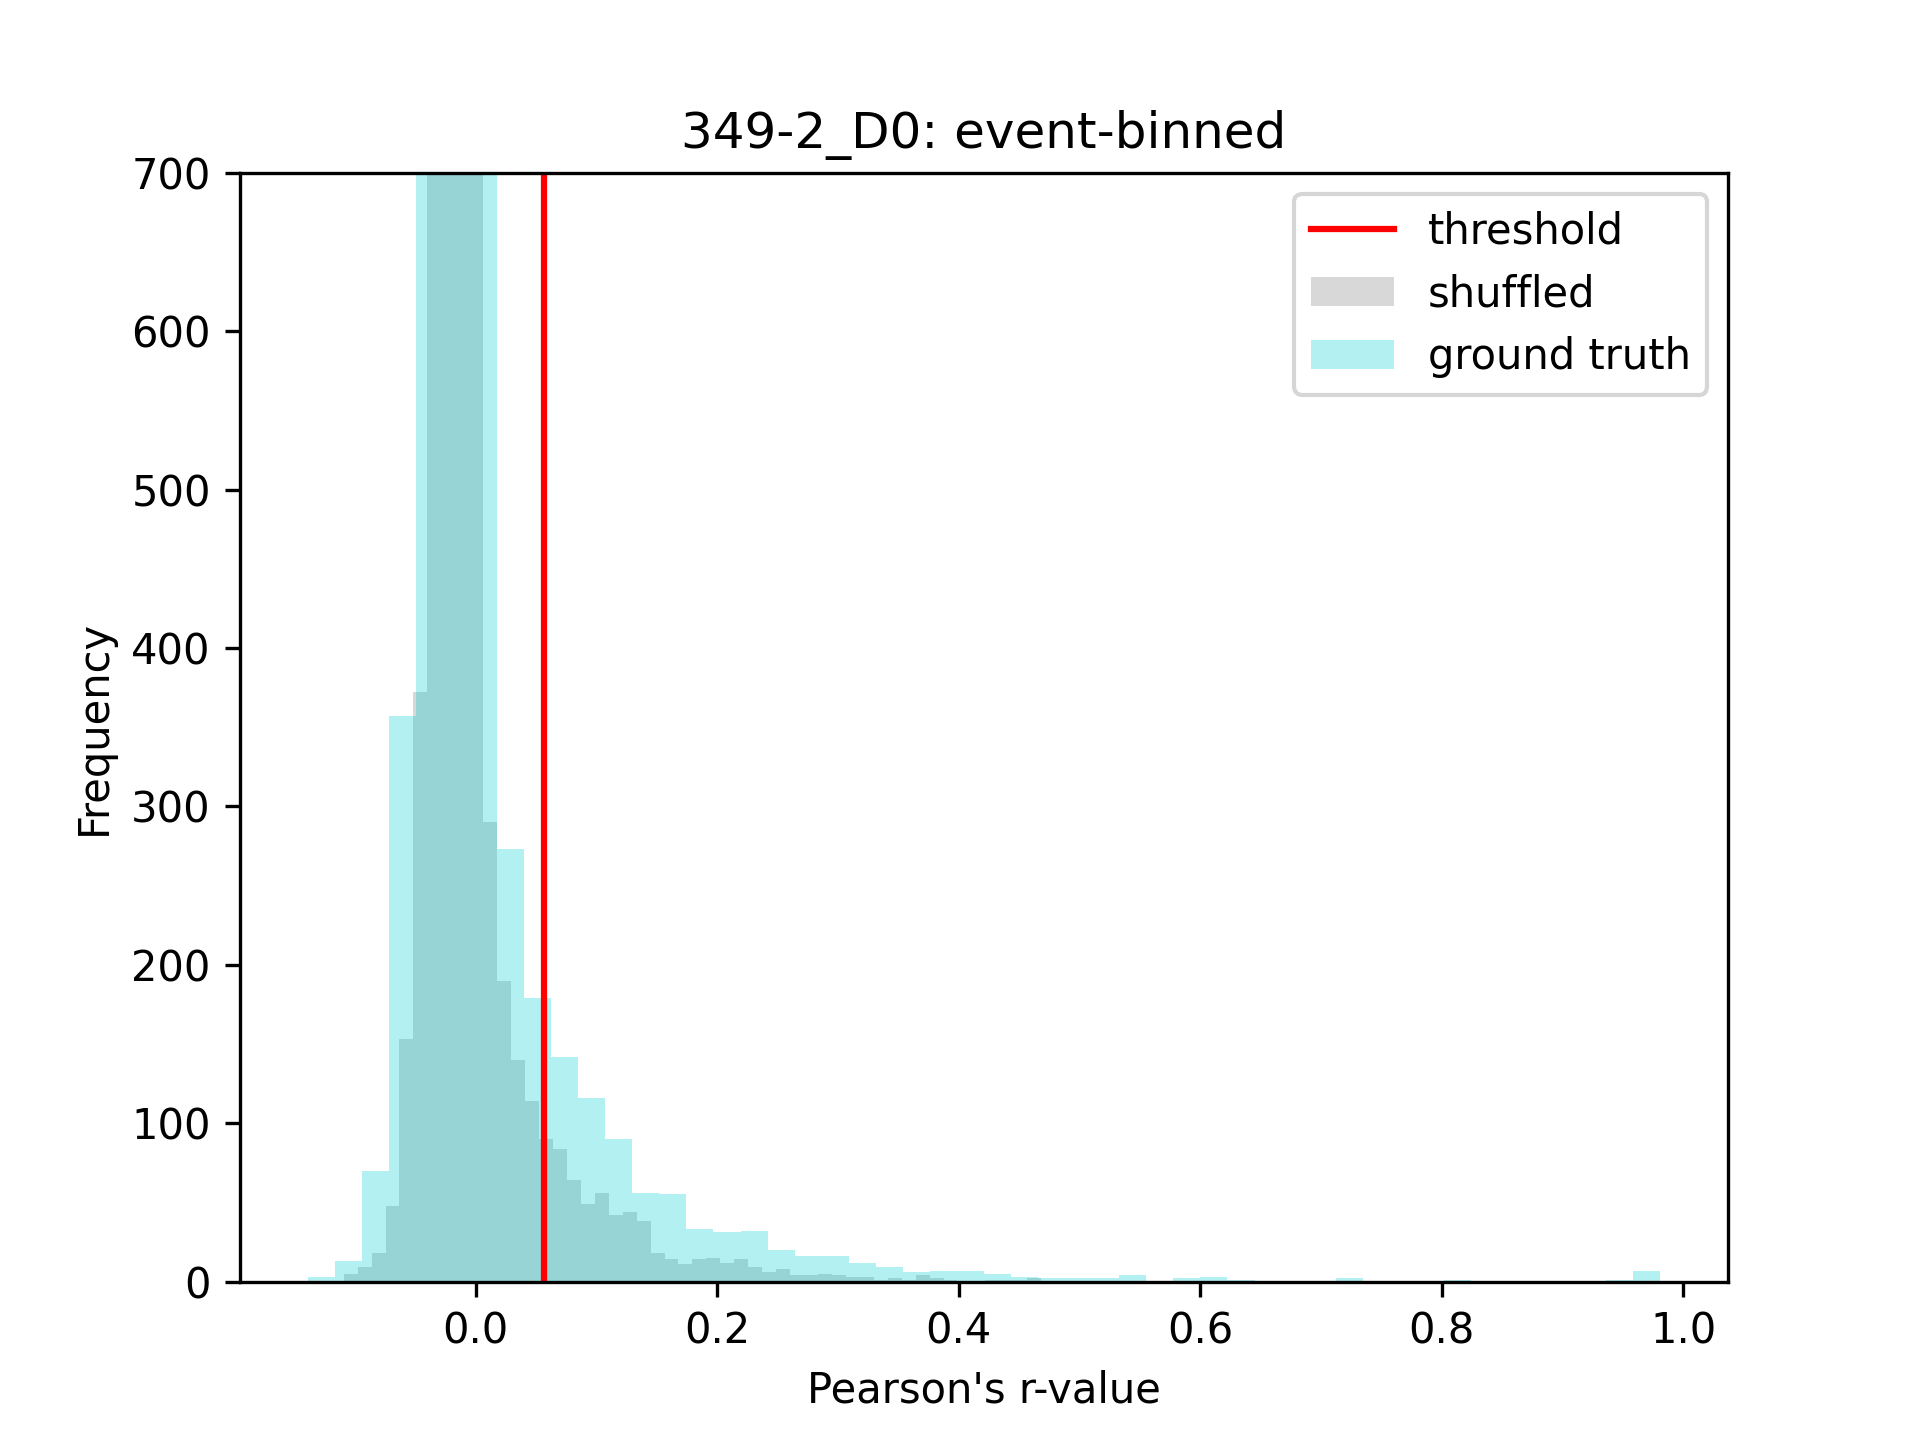 349-2_D0: event-binned
700
600
500
400
300
200
100
0
Frequency
threshold
shuffled
ground truth
0.0 0.2 0.4 0.6 0.8 1.0
Pearson's r-value